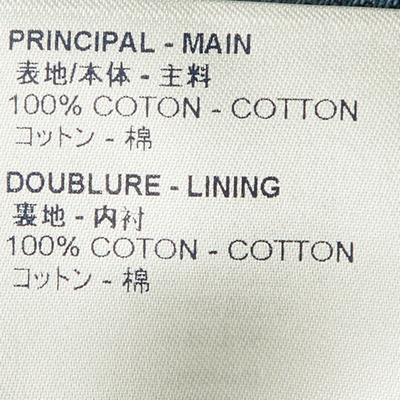 PRINCIPAL - MAIN
表地/本体 - 主料
100% COTON - COTTON
コットン - 棉
DOUBLURE - LINING
裏地 - 内衬
100% COTON - COTTON
コットン - 棉